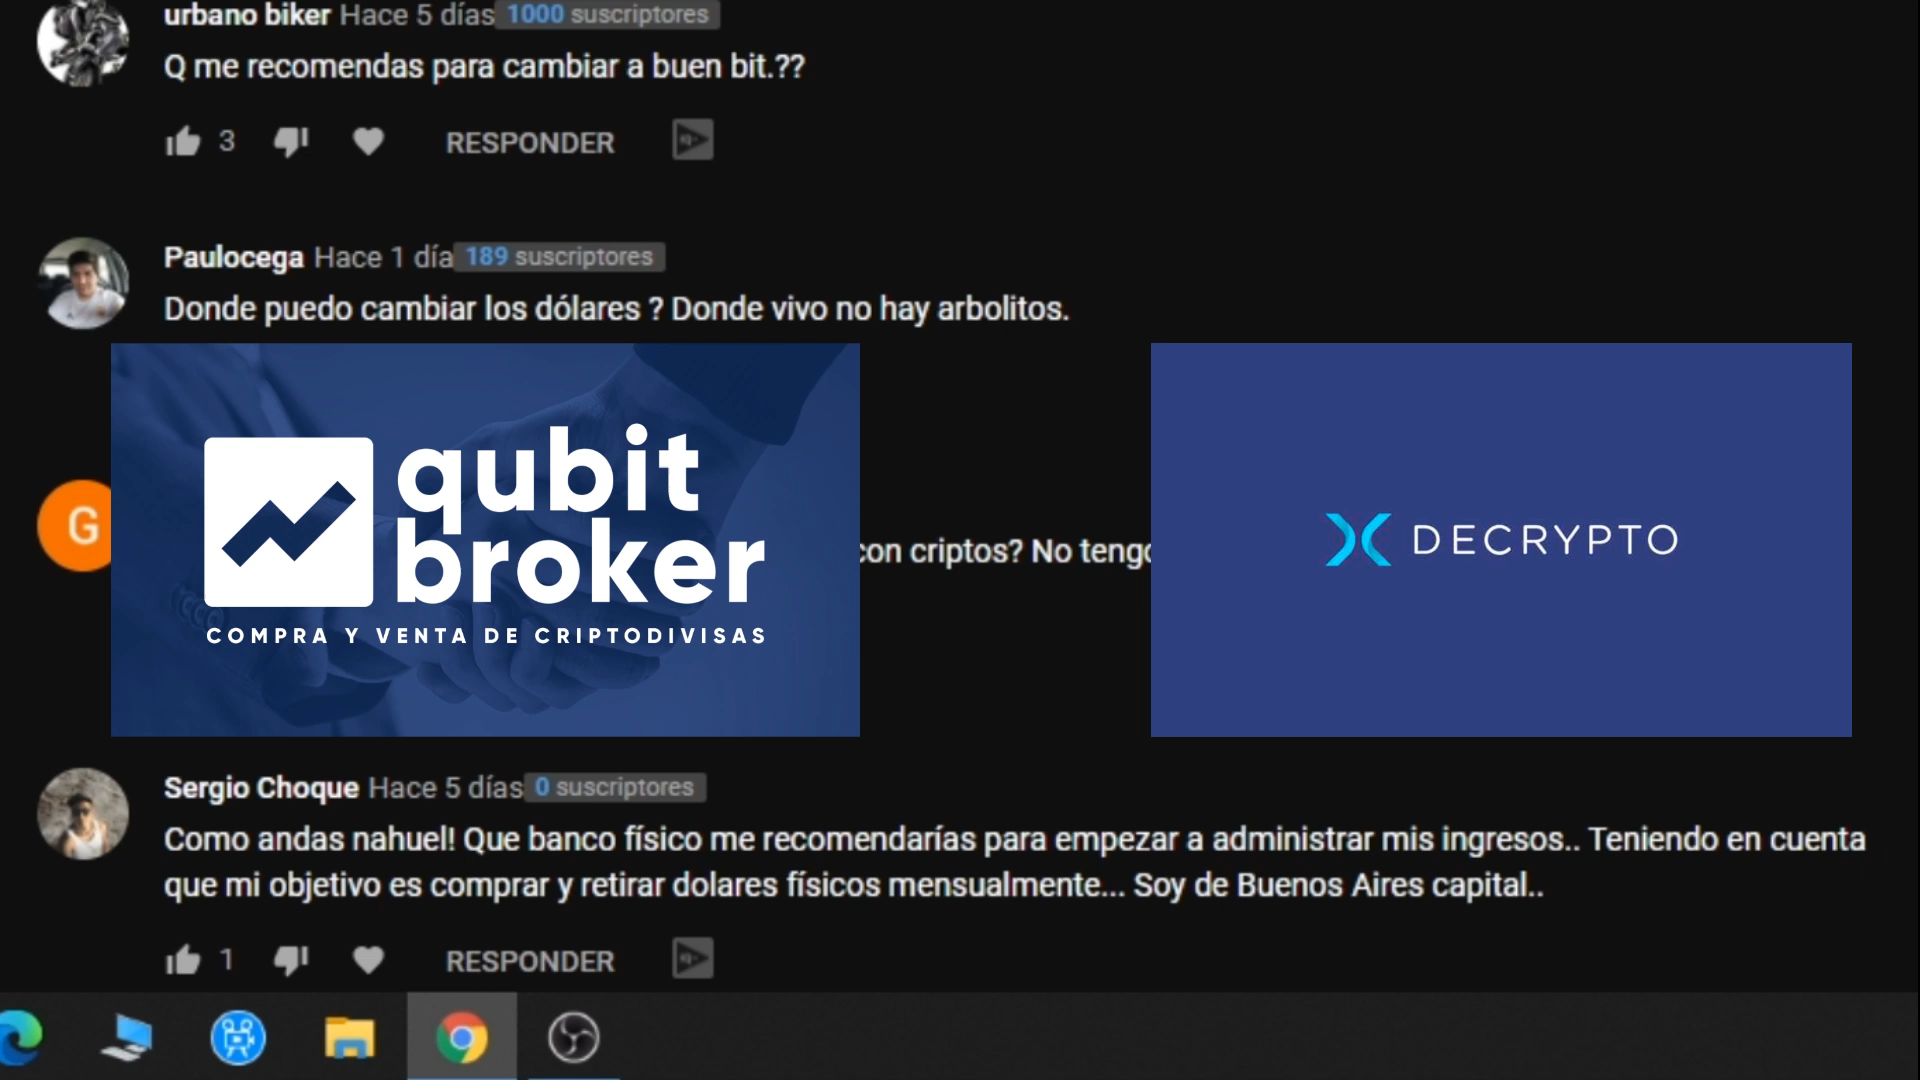 urbano biker Hace 5 días 1000 suscriptores
Q me recomendas para cambiar a buen bit.??
3 RESPONDER
Paulocega Hace 1 día 189 suscriptores
Donde puedo cambiar los dólares ? Donde vivo no hay arbolitos.
G
qubit
broker
COMPRA Y VENTA DE CRIPTODIVISAS
con criptos? No tengo
DECRYPTO
Sergio Choque Hace 5 días 0 suscriptores
Como andas nahuel! Que banco físico me recomendarías para empezar a administrar mis ingresos.. Teniendo en cuenta
que mi objetivo es comprar y retirar dolares físicos mensualmente... Soy de Buenos Aires capital..
1 RESPONDER